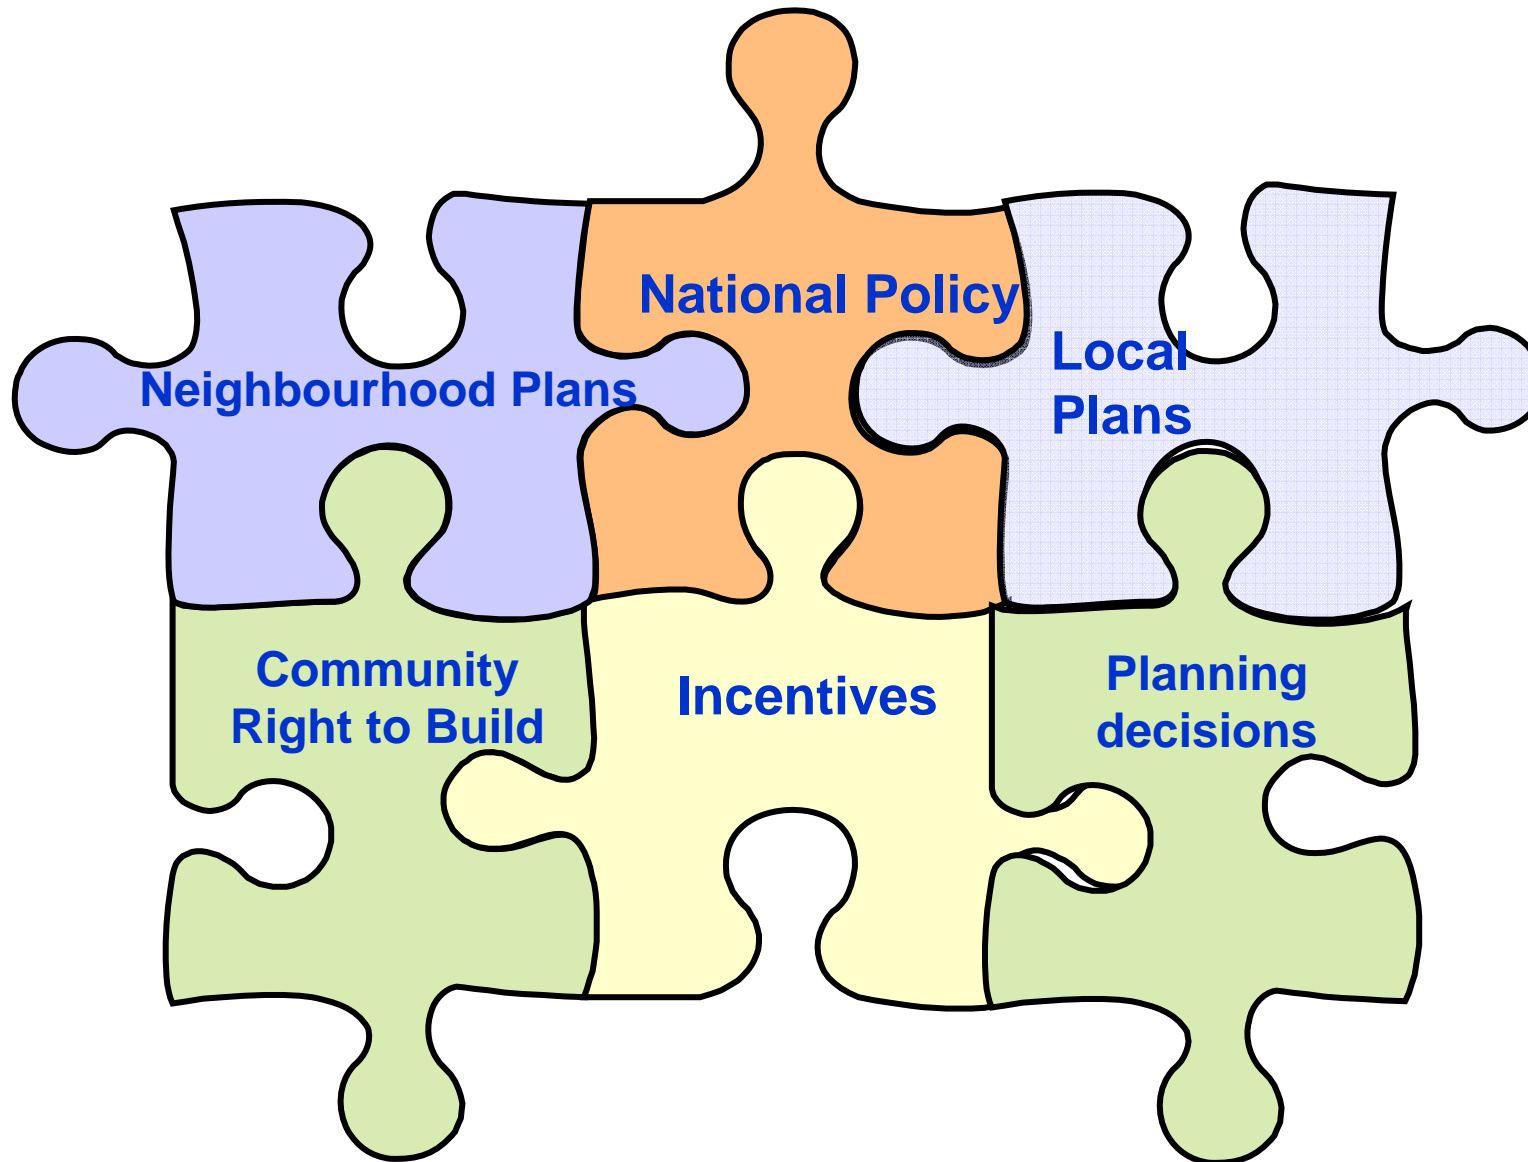 National Policy
Neighbourhood Plans
Local
Plans
Community
Right to Build
Incentives
Planning
decisions